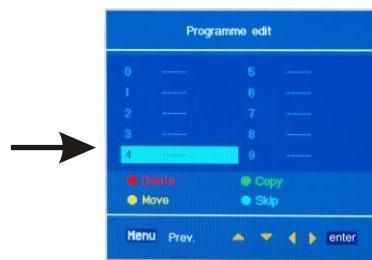 Programme edit
0 ----- 5 -----
1 ----- 6 -----
2 ----- 7 -----
3 ----- 8 -----
4 ----- 9 -----
Delete Copy
Move Skip
Menu Prev. enter